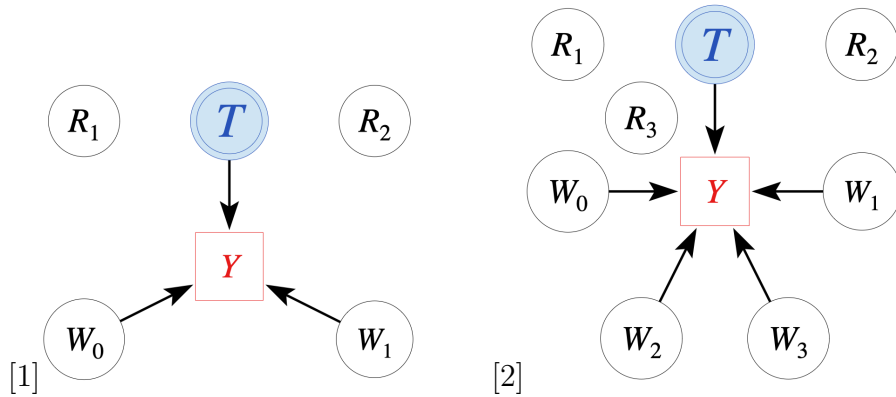 R1 T R2
Y
W0 W1
[1]
R1 T R2
R3
W0 Y W1
W2 W3
[2]